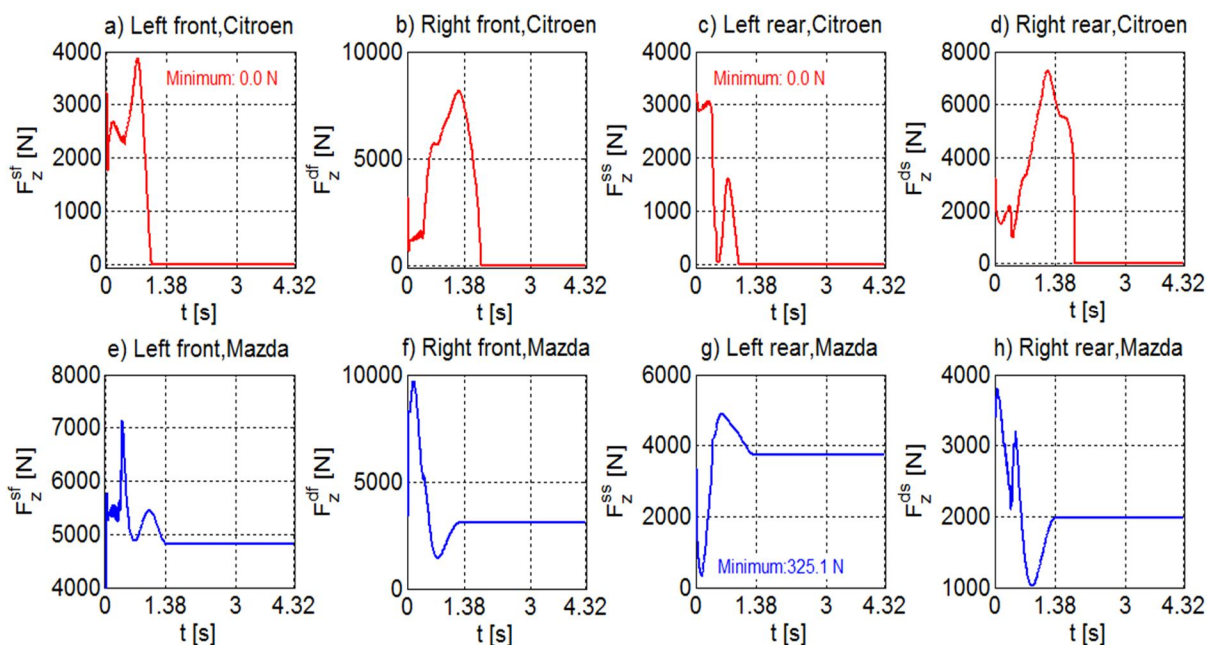 a) Left front,Citroen
b) Right front,Citroen
c) Left rear,Citroen
d) Right rear,Citroen
4000
3000
2000
1000
0
F_z^sf [N]
Minimum: 0.0 N
0 1.38 3 4.32
t [s]
10000
5000
0
F_z^df [N]
0 1.38 3 4.32
t [s]
4000
3000
2000
1000
0
F_z^ss [N]
Minimum: 0.0 N
0 1.38 3 4.32
t [s]
8000
6000
4000
2000
0
F_z^ds [N]
0 1.38 3 4.32
t [s]
e) Left front,Mazda
f) Right front,Mazda
g) Left rear,Mazda
h) Right rear,Mazda
8000
7000
6000
5000
4000
F_z^sf [N]
0 1.38 3 4.32
t [s]
10000
5000
0
F_z^df [N]
0 1.38 3 4.32
t [s]
6000
4000
2000
0
F_z^ss [N]
Minimum:325.1 N
0 1.38 3 4.32
t [s]
4000
3000
2000
1000
F_z^ds [N]
0 1.38 3 4.32
t [s]